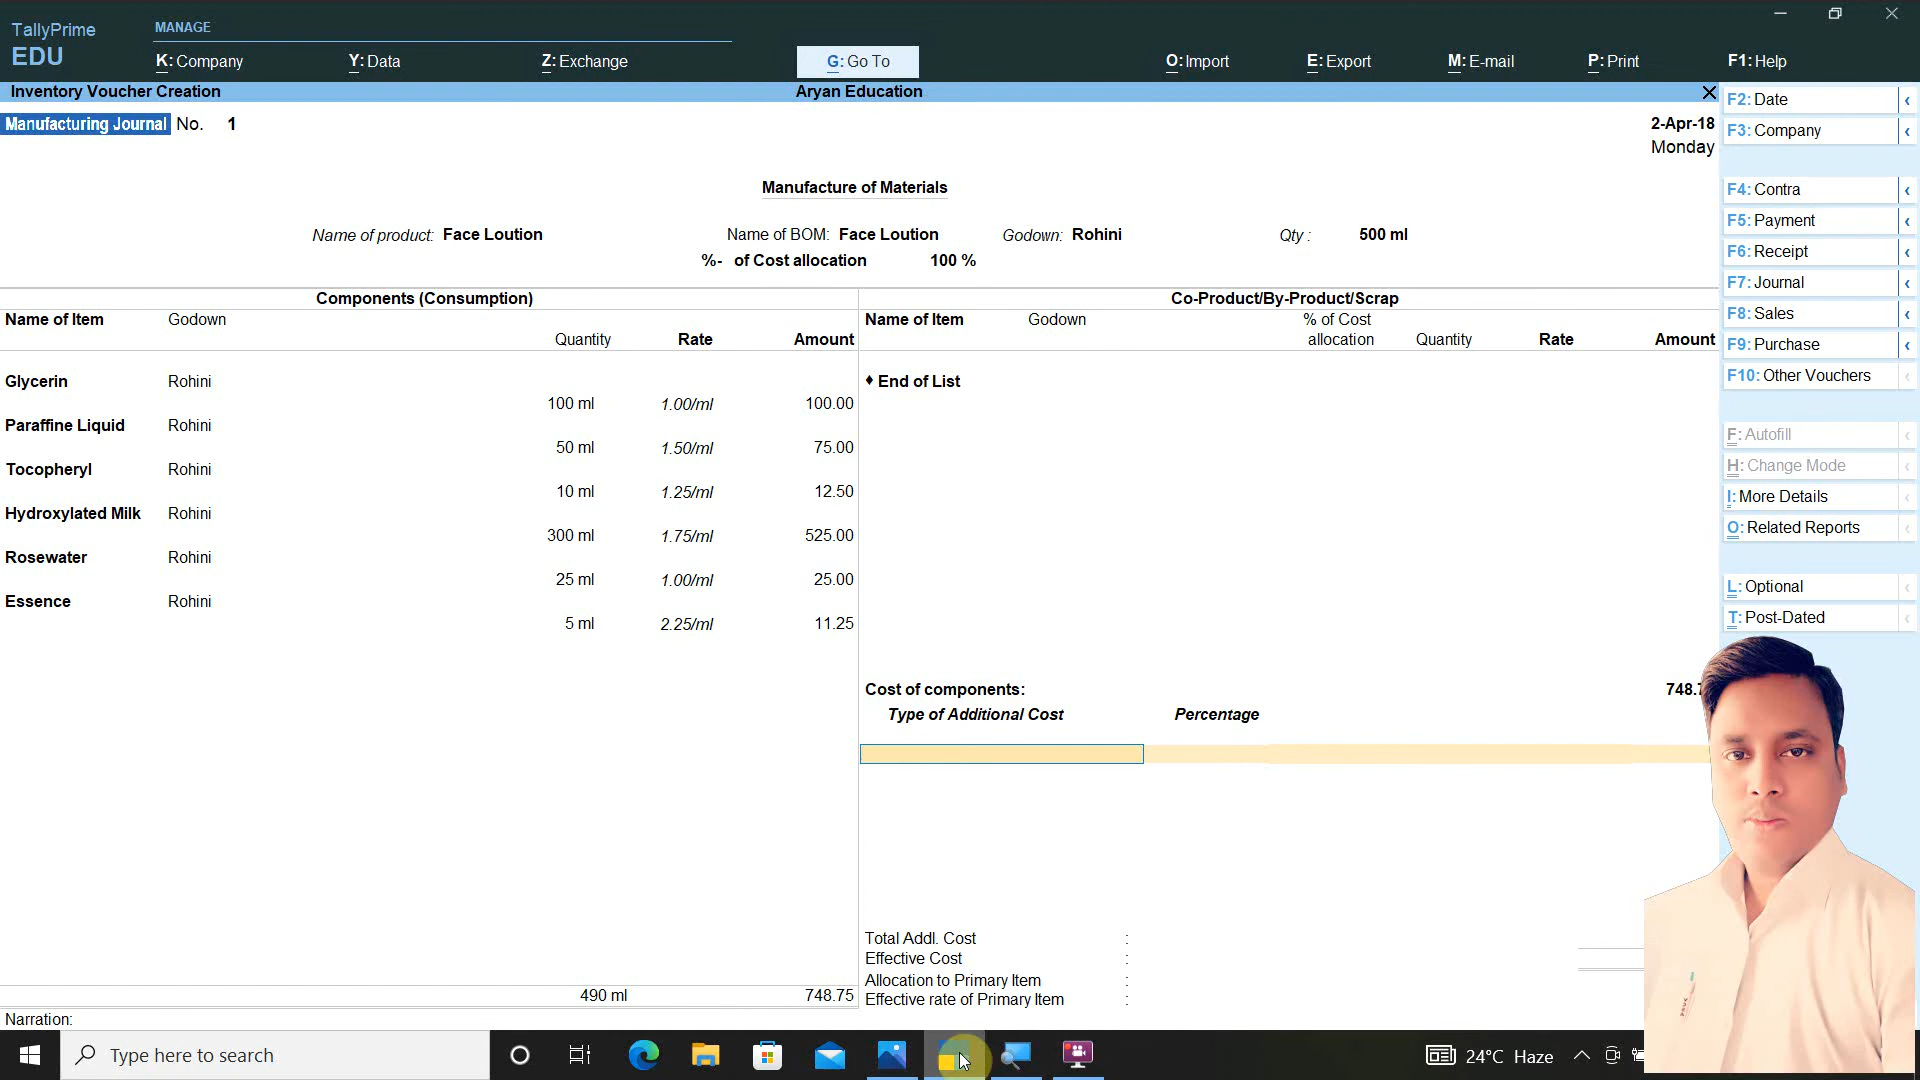 TallyPrime
EDU
MANAGE
K: Company
Y: Data
Z: Exchange
G: Go To
O: Import
E: Export
M: E-mail
P: Print
F1: Help
Inventory Voucher Creation
Aryan Education
Manufacturing Journal No. 1
2-Apr-18
Monday
Manufacture of Materials
Name of product: Face Loution
Name of BOM: Face Loution
Godown: Rohini
Qty : 500 ml
%- of Cost allocation 100 %
Components (Consumption)
Name of Item Godown
Quantity Rate Amount
Glycerin Rohini
100 ml 1.00/ml 100.00
Paraffine Liquid Rohini
50 ml 1.50/ml 75.00
Tocopheryl Rohini
10 ml 1.25/ml 12.50
Hydroxylated Milk Rohini
300 ml 1.75/ml 525.00
Rosewater Rohini
25 ml 1.00/ml 25.00
Essence Rohini
5 ml 2.25/ml 11.25
490 ml 748.75
Co-Product/By-Product/Scrap
Name of Item Godown % of Cost
allocation Quantity Rate Amount
♦ End of List
Cost of components:
Type of Additional Cost Percentage
Total Addl. Cost :
Effective Cost :
Allocation to Primary Item :
Effective rate of Primary Item :
Narration:
F2: Date
F3: Company
F4: Contra
F5: Payment
F6: Receipt
F7: Journal
F8: Sales
F9: Purchase
F10: Other Vouchers
F: Autofill
H: Change Mode
I: More Details
O: Related Reports
L: Optional
T: Post-Dated
Type here to search
24°C Haze